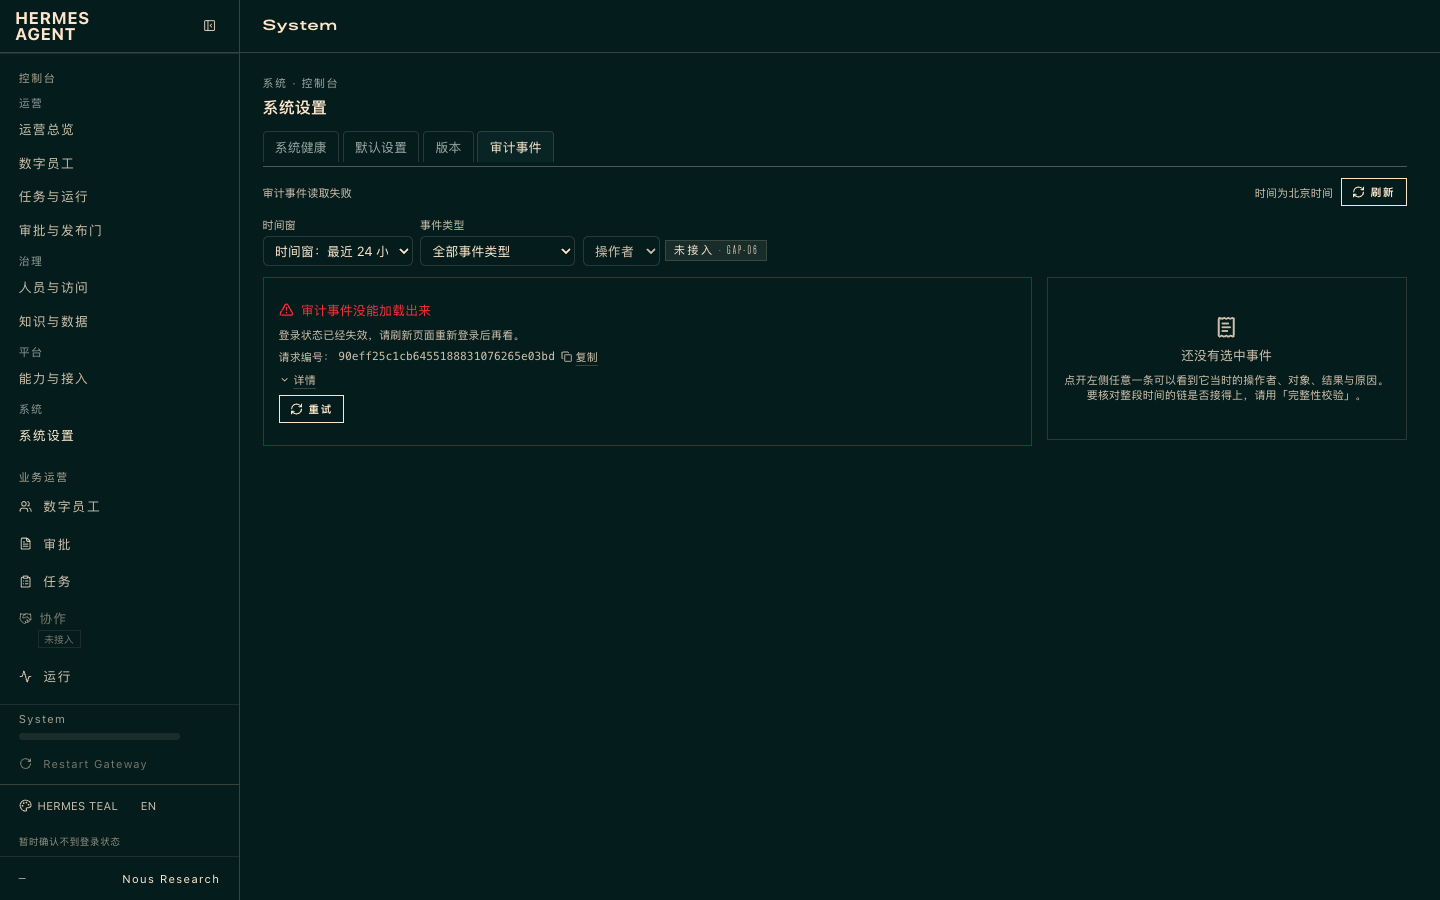 HERMES
AGENT
控制台
运营
运营总览
数字员工
任务与运行
审批与发布门
治理
人员与访问
知识与数据
平台
能力与接入
系统
系统设置
业务运营
数字员工
审批
任务
协作
未接入
运行
System
Restart Gateway
HERMES TEAL EN
暂时确认不到登录状态
– Nous Research
System
系统 · 控制台
系统设置
系统健康 默认设置 版本 审计事件
审计事件读取失败 时间为北京时间 刷新
时间窗 事件类型
时间窗：最近 24 小 全部事件类型 操作者 未接入 · GAP-06
审计事件没能加载出来
登录状态已经失效，请刷新页面重新登录后再看。
请求编号： 90eff25c1cb6455188831076265e03bd 复制
详情
重试
还没有选中事件
点开左侧任意一条可以看到它当时的操作者、对象、结果与原因。
要核对整段时间的链是否接得上，请用「完整性校验」。